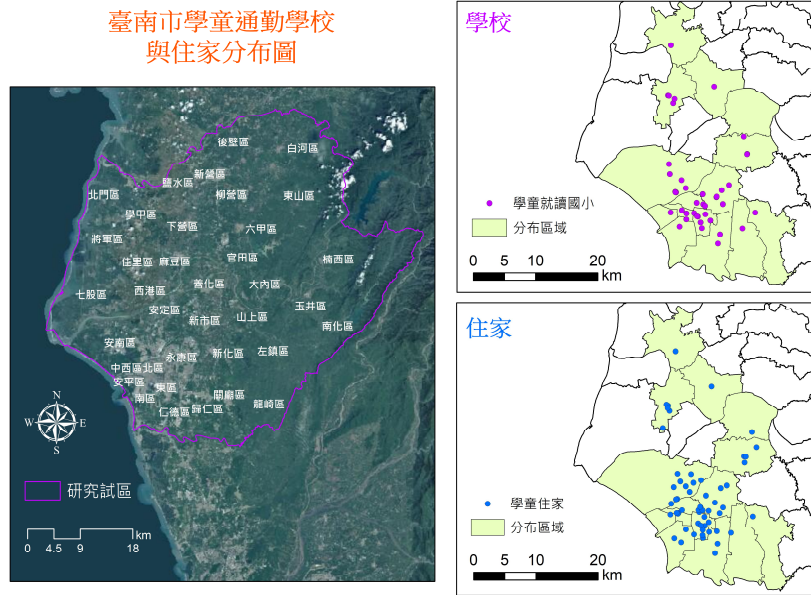 臺南市學童通勤學校
與住家分布圖
後壁區
白河區
新營區
鹽水區
北門區
柳營區
東山區
學甲區
下營區
六甲區
將軍區
佳里區
麻豆區
官田區
楠西區
七股區
西港區
善化區
大內區
安定區
新市區
山上區
玉井區
南化區
安南區
永康區
新化區
左鎮區
中西區
北區
安平區
東區
南區
仁德區
歸仁區
關廟區
龍崎區
N
W
E
S
研究試區
km
0 4.5 9 18
學校
學童就讀國小
分布區域
0 5 10 20
km
住家
學童住家
分布區域
0 5 10 20
km